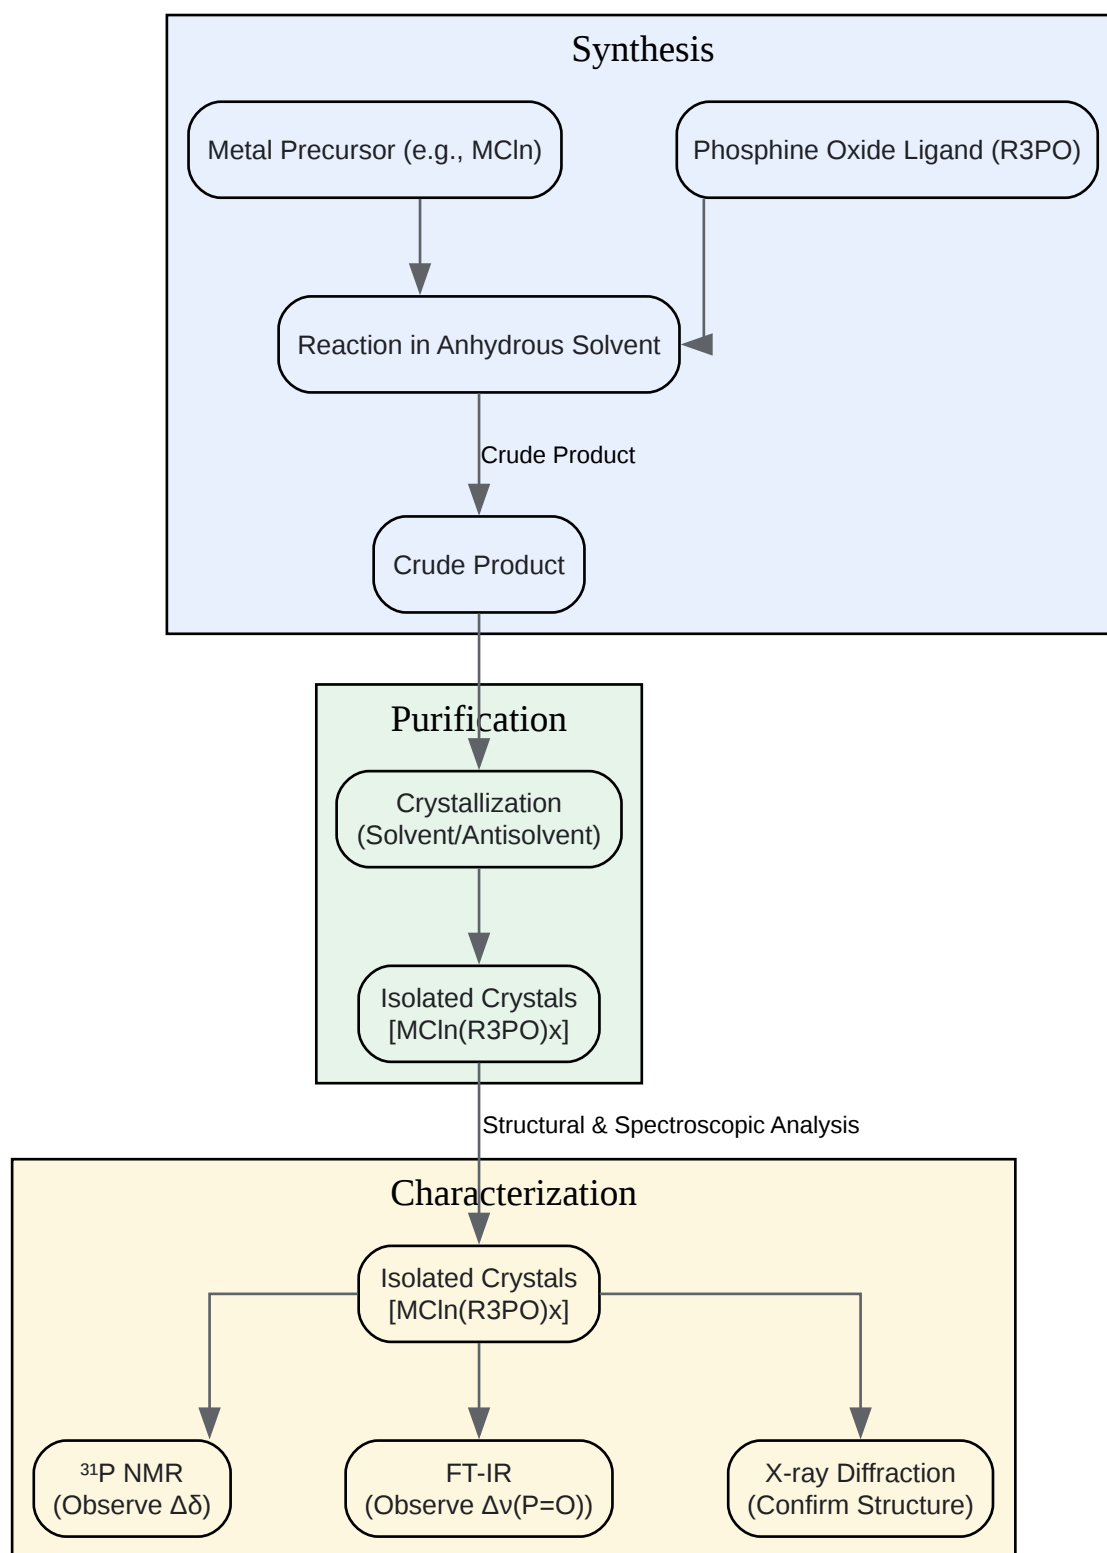 Synthesis
Metal Precursor (e.g., MCln)
Phosphine Oxide Ligand (R3PO)
Reaction in Anhydrous Solvent
Crude Product
Crude Product
Purification
Crystallization
(Solvent/Antisolvent)
Isolated Crystals
[MCln(R3PO)x]
Structural & Spectroscopic Analysis
Characterization
Isolated Crystals
[MCln(R3PO)x]
³¹P NMR
(Observe Δδ)
FT-IR
(Observe Δν(P=O))
X-ray Diffraction
(Confirm Structure)